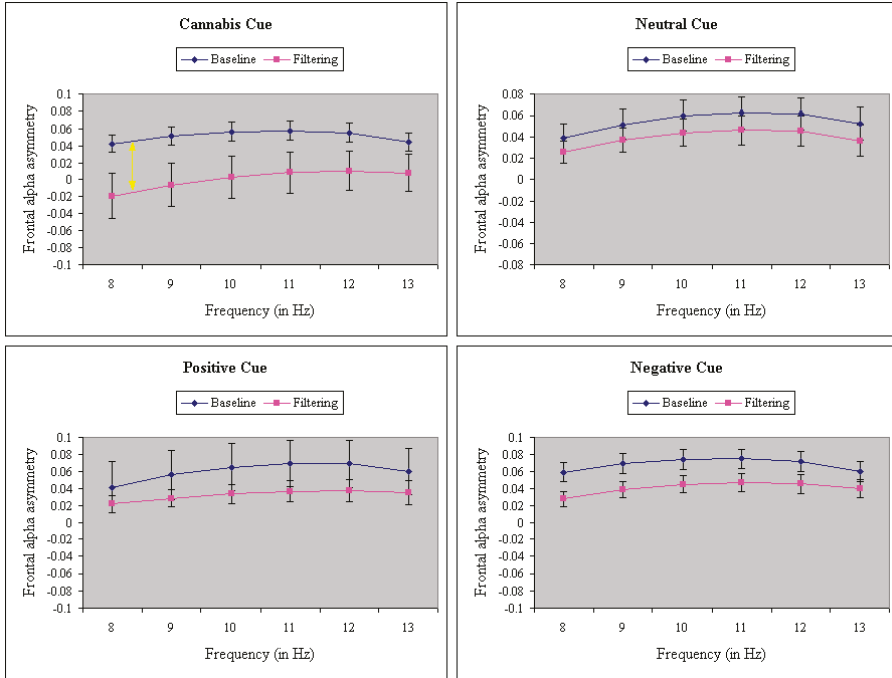 Cannabis Cue
Baseline Filtering
Frontal alpha asymmetry
0.1
0.08
0.06
0.04
0.02
0
-0.02
-0.04
-0.06
-0.08
-0.1
8 9 10 11 12 13
Frequency (in Hz)
Neutral Cue
Baseline Filtering
Frontal alpha asymmetry
0.08
0.06
0.04
0.02
0
-0.02
-0.04
-0.06
-0.08
8 9 10 11 12 13
Frequency (in Hz)
Positive Cue
Baseline Filtering
Frontal alpha asymmetry
0.1
0.08
0.06
0.04
0.02
0
-0.02
-0.04
-0.06
-0.08
-0.1
8 9 10 11 12 13
Frequency (in Hz)
Negative Cue
Baseline Filtering
Frontal alpha asymmetry
0.1
0.08
0.06
0.04
0.02
0
-0.02
-0.04
-0.06
-0.08
-0.1
8 9 10 11 12 13
Frequency (in Hz)